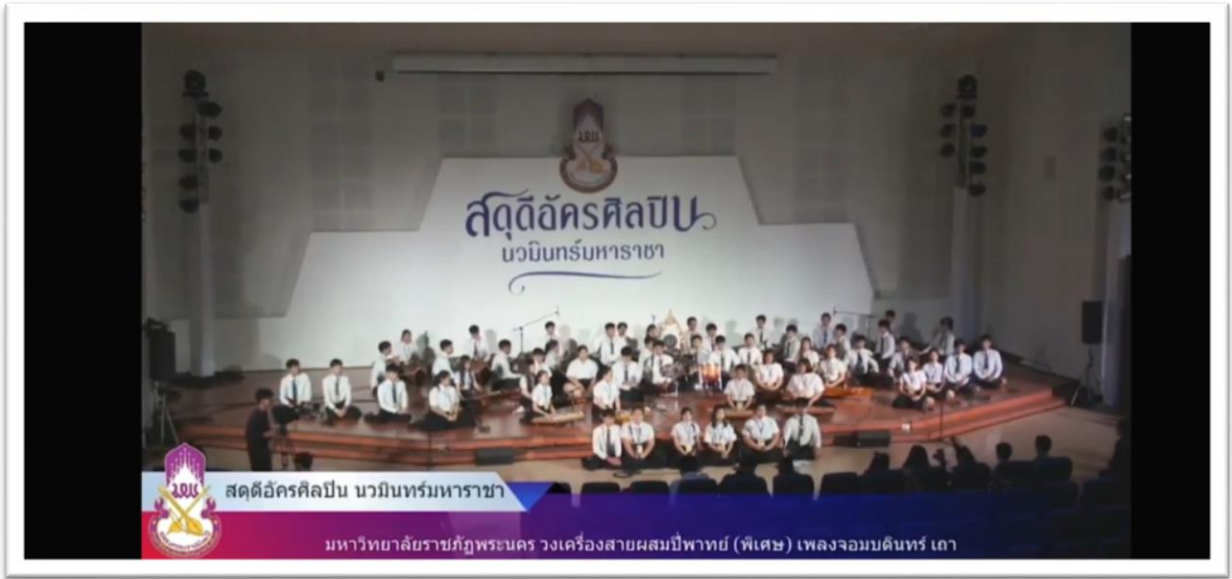 สดุดีอัครศิลปิน
นวมินทร์มหาราชา
สดุดีอัครศิลปิน นวมินทร์มหาราชา
มหาวิทยาลัยราชภัฏพระนคร วงเครื่องสายผสมปี่พาทย์ (พิเศษ) เพลงจอมบดินทร์ เถา